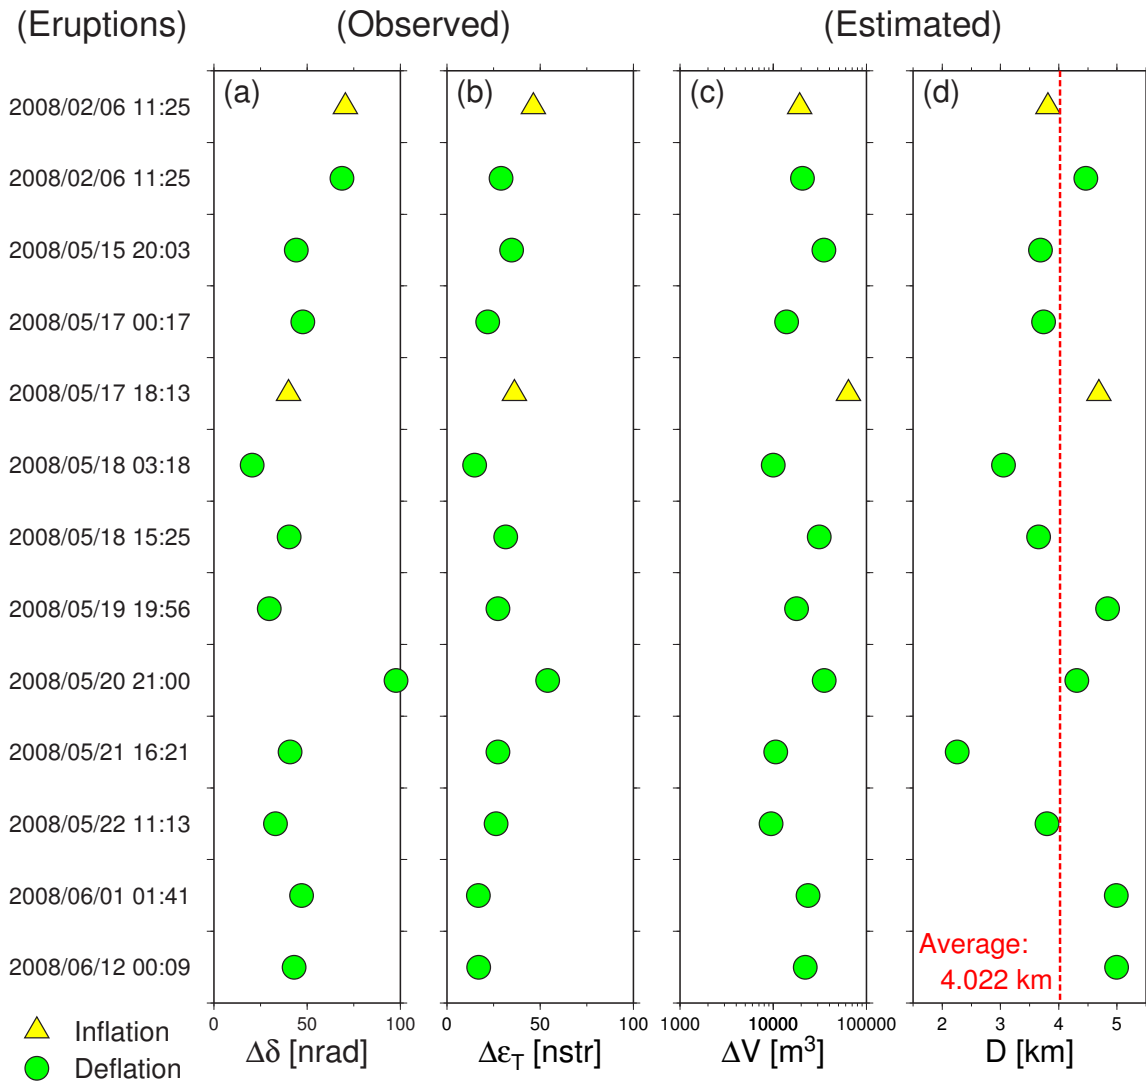 (Eruptions) (Observed) (Estimated)
(a) (b) (c) (d)
2008/02/06 11:25
2008/02/06 11:25
2008/05/15 20:03
2008/05/17 00:17
2008/05/17 18:13
2008/05/18 03:18
2008/05/18 15:25
2008/05/19 19:56
2008/05/20 21:00
2008/05/21 16:21
2008/05/22 11:13
2008/06/01 01:41
2008/06/12 00:09
Average:
4.022 km
0 50 100 0 50 100 1000 10000 100000 2 3 4 5
Δδ [nrad] Δε_T [nstr] ΔV [m³] D [km]
Inflation
Deflation